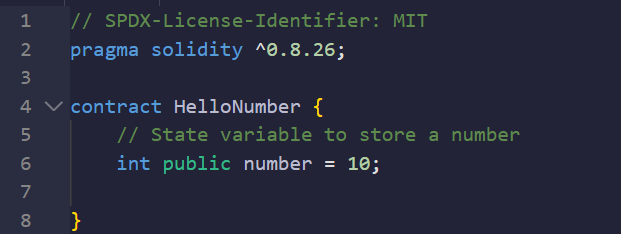 1 // SPDX-License-Identifier: MIT
2 pragma solidity ^0.8.26;
3
4 contract HelloNumber {
5 // State variable to store a number
6 int public number = 10;
7
8 }